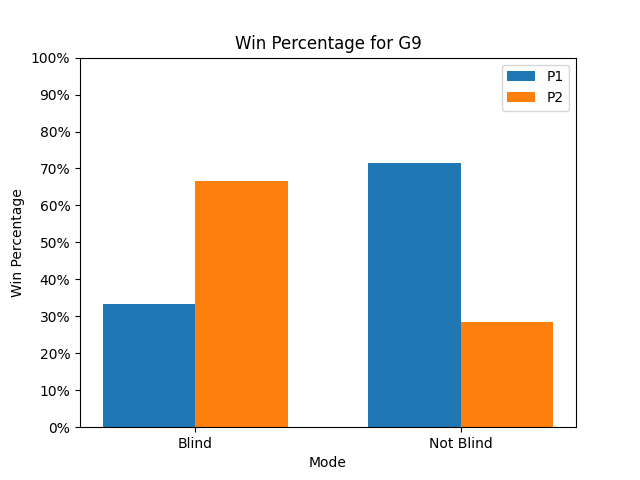 Win Percentage for G9
P1
P2
100%
90%
80%
70%
60%
50%
40%
30%
20%
10%
0%
Win Percentage
Blind
Not Blind
Mode